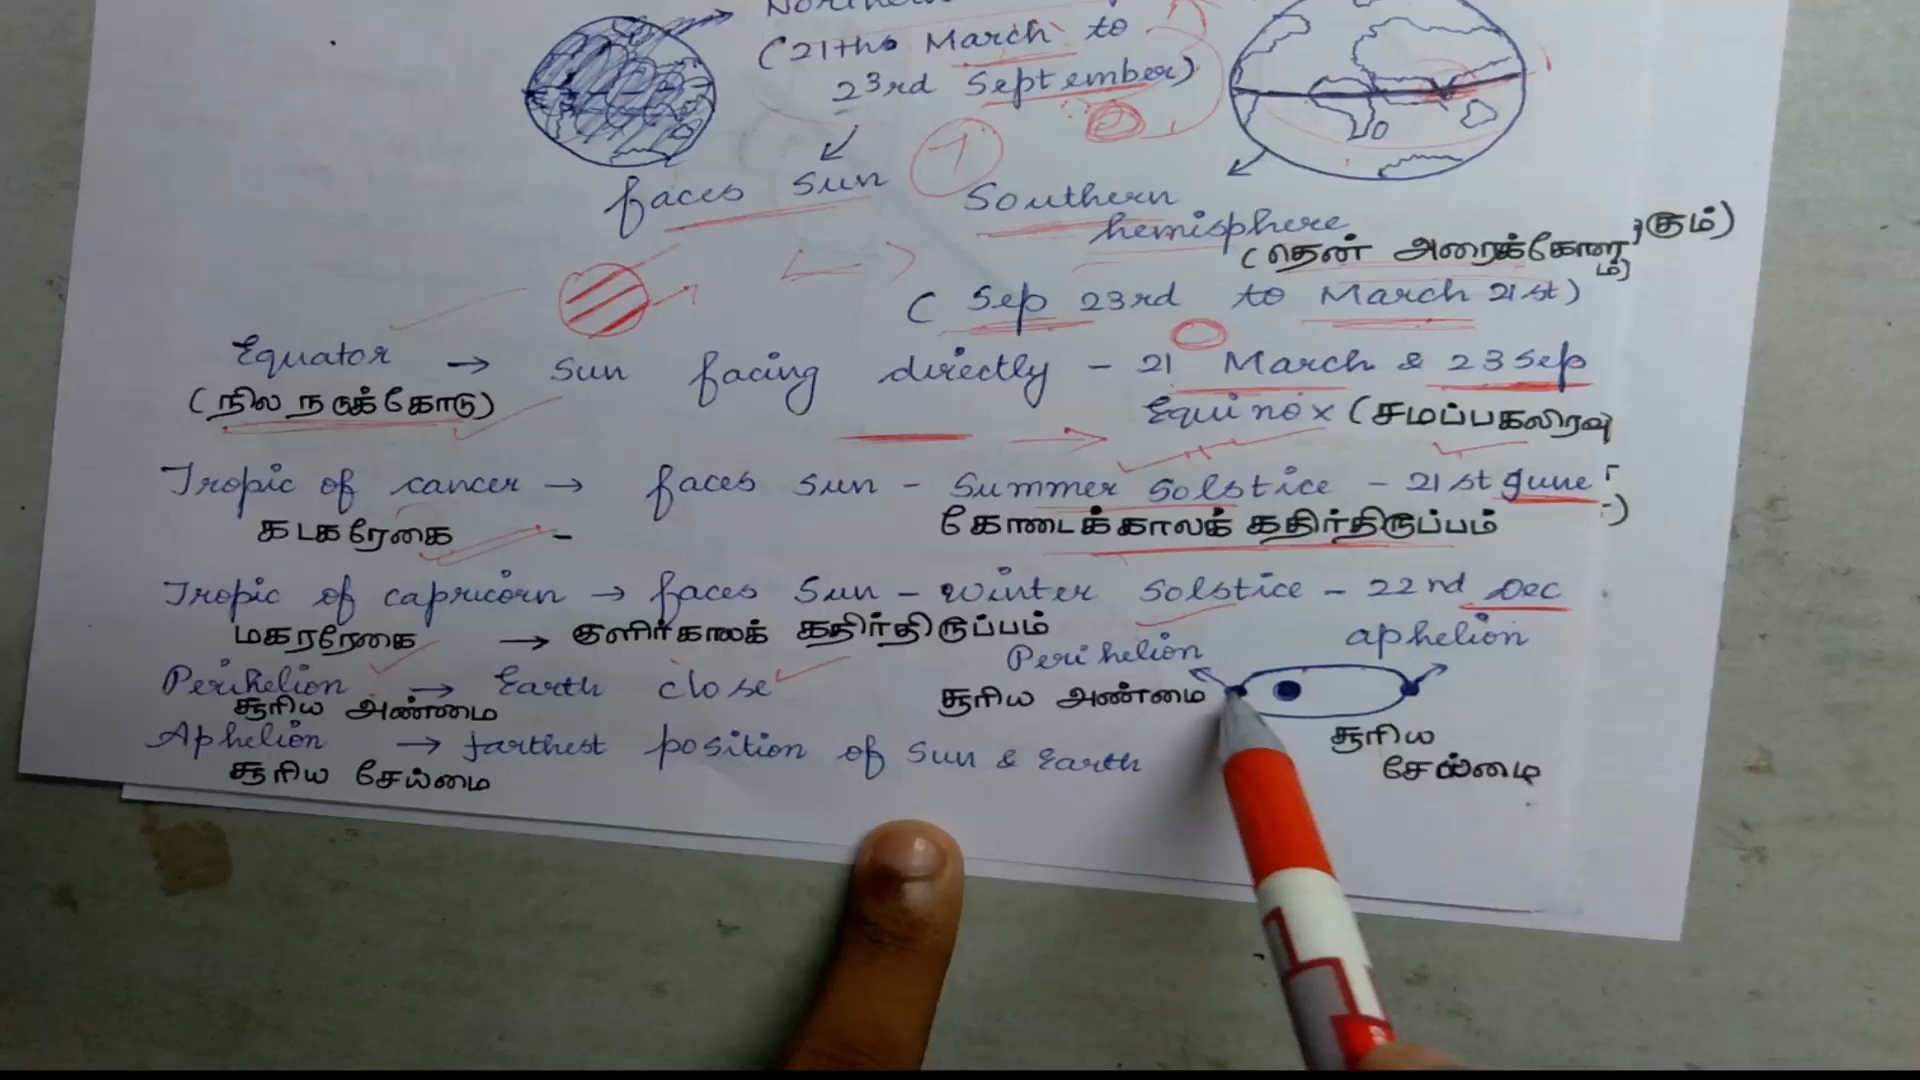 Northern
(21ths March to
23rd September)
faces sun
Southern
hemisphere
கும்)
(தென் அரைக்கோள
ம்)
( Sep 23rd to March 21st)
Equator → sun facing directly - 21 March & 23 Sep
(நில நடுக்கோடு)
Equinox (சமப்பகலிரவு
Tropic of cancer → faces sun - Summer Solstice - 21st June
கடகரேகை -
கோடைக்காலக் கதிர்திருப்பம்
Tropic of capricorn → faces Sun - winter Solstice - 22nd Dec
மகரரேகை → குளிர்காலக் கதிர்திருப்பம்
Perihelion → Earth close
சூரிய அண்மை
Perihelion
aphelion
சூரிய அண்மை
Aphelion → farthest position of Sun & Earth
சூரிய சேய்மை
சூரிய
சேய்மை